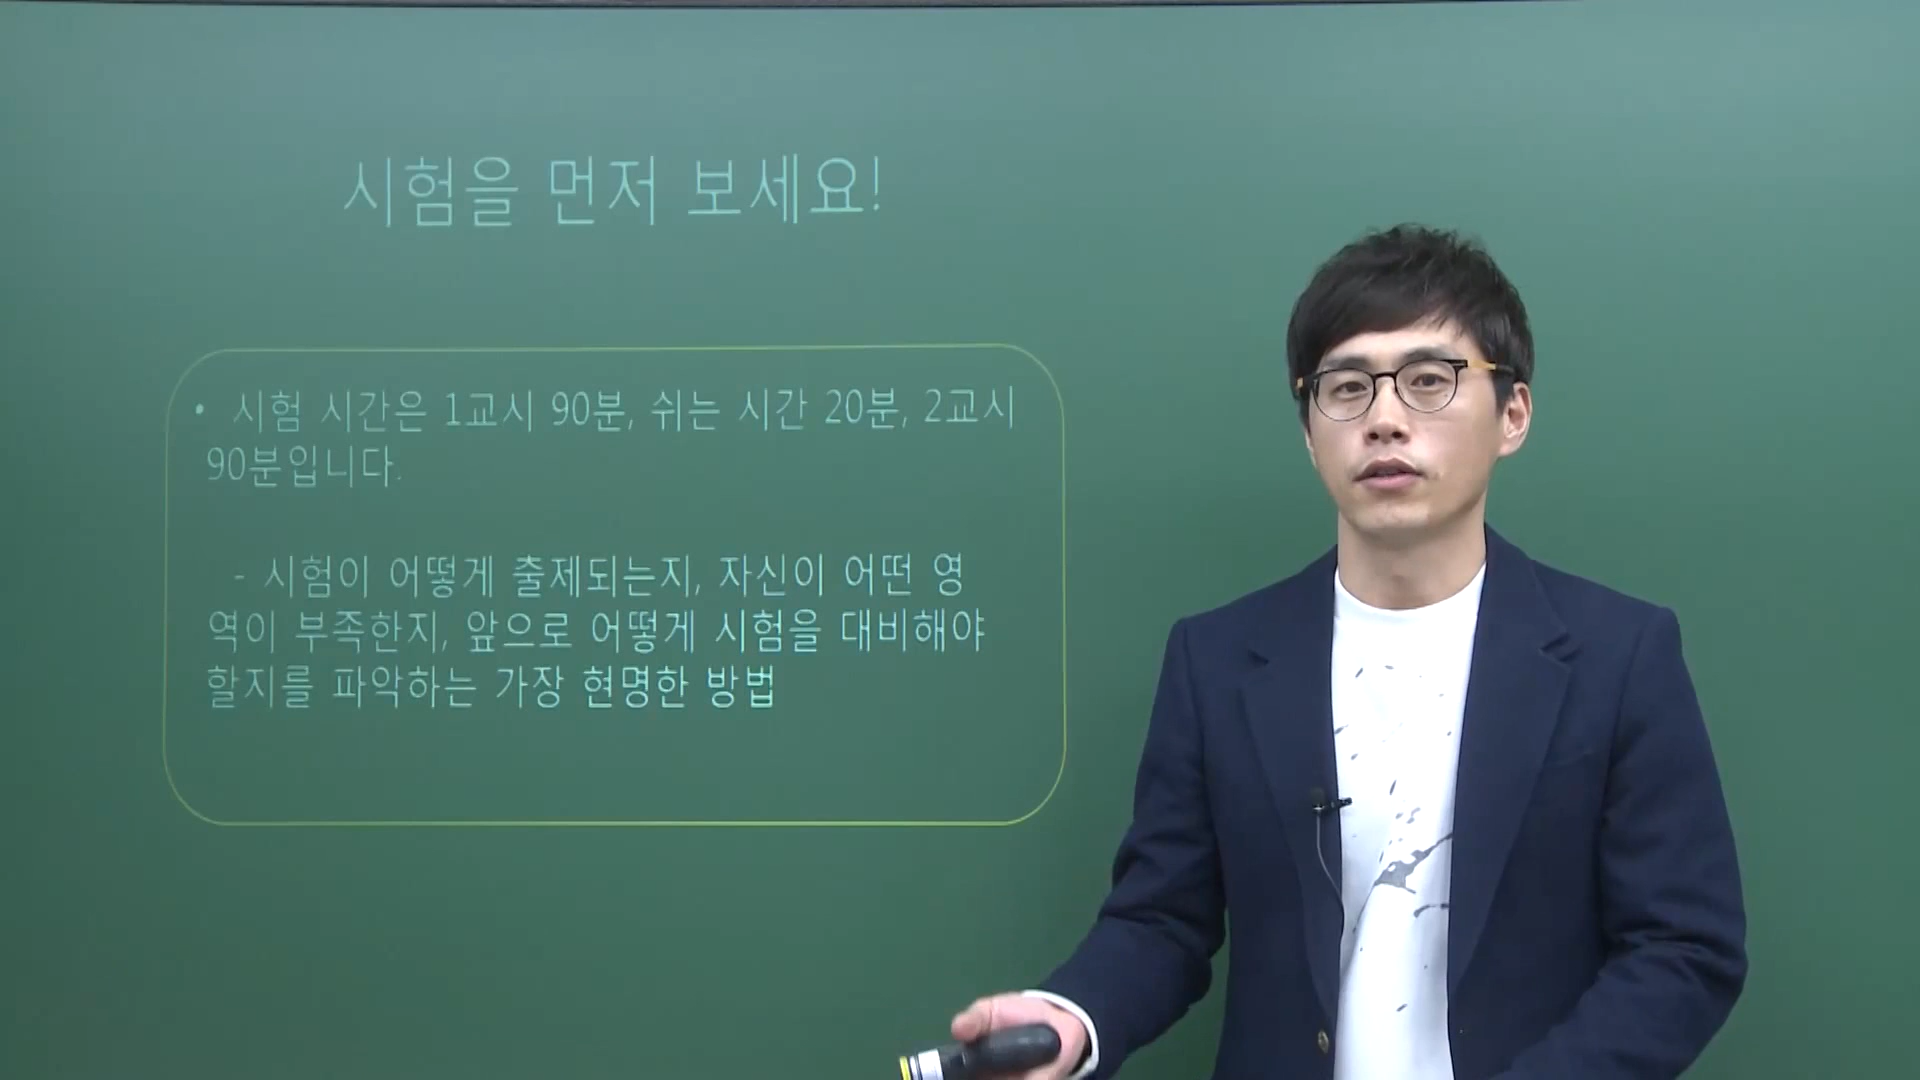 시험을 먼저 보세요!
• 시험 시간은 1교시 90분, 쉬는 시간 20분, 2교시
90분입니다.
- 시험이 어떻게 출제되는지, 자신이 어떤 영
역이 부족한지, 앞으로 어떻게 시험을 대비해야
할지를 파악하는 가장 현명한 방법